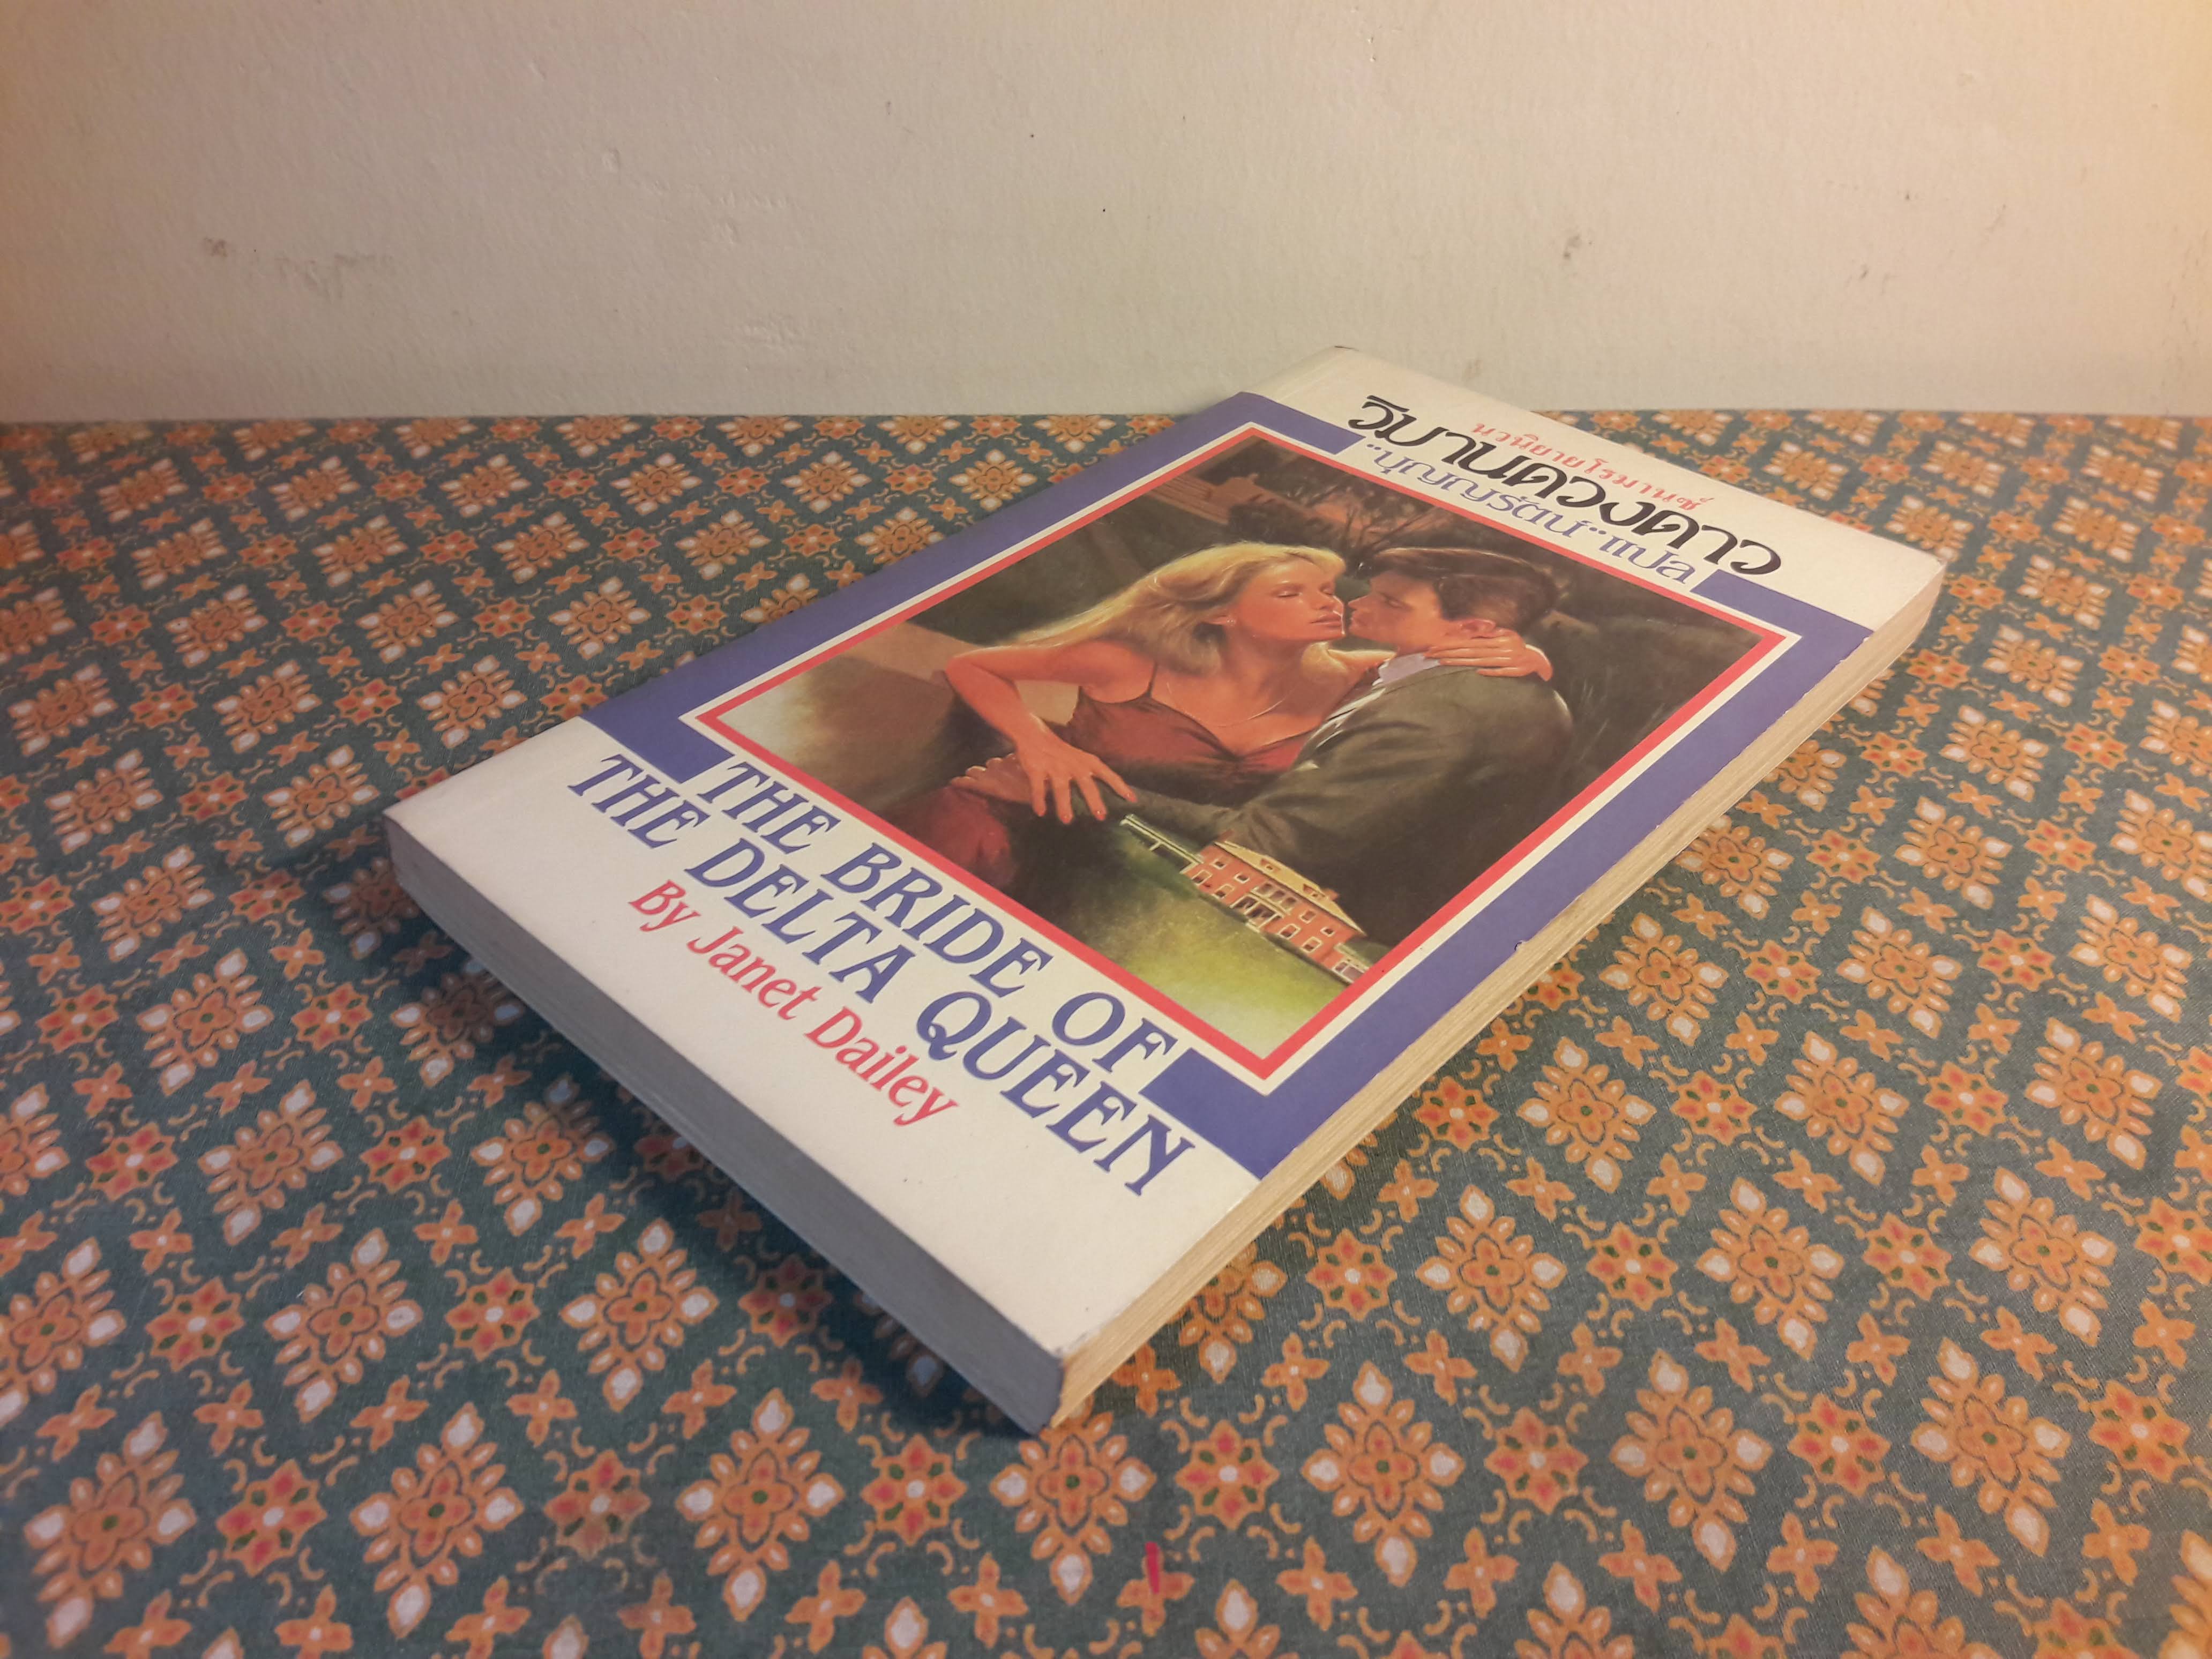 นวนิยายโรมานซ์
วิมานดวงดาว
"บุญญรัตน์" แปล
THE BRIDE OF
THE DELTA QUEEN
By Janet Dailey